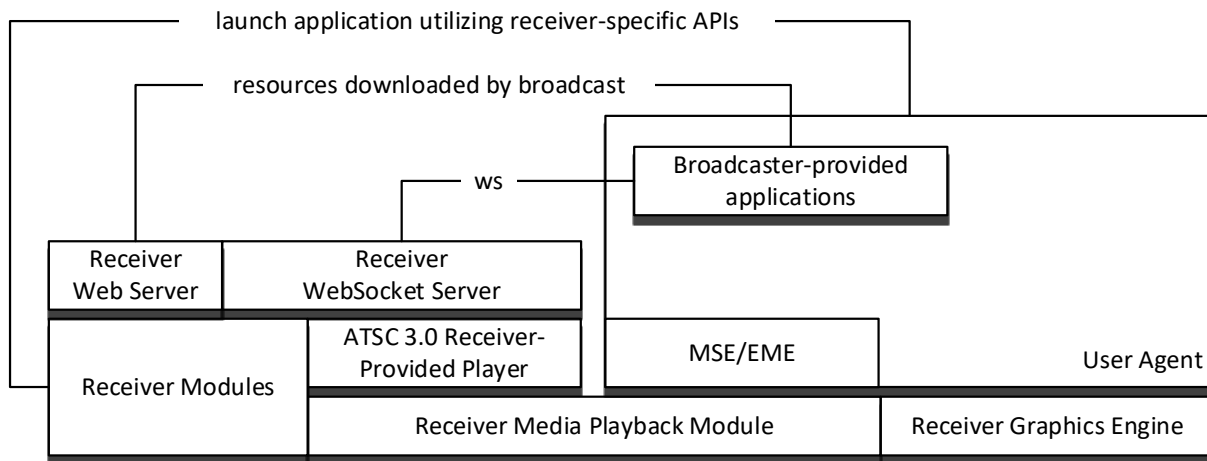 launch application utilizing receiver-specific APIs
resources downloaded by broadcast
Broadcaster-provided
applications
ws
Receiver
Web Server
Receiver
WebSocket Server
ATSC 3.0 Receiver-
Provided Player
MSE/EME
User Agent
Receiver Modules
Receiver Media Playback Module
Receiver Graphics Engine